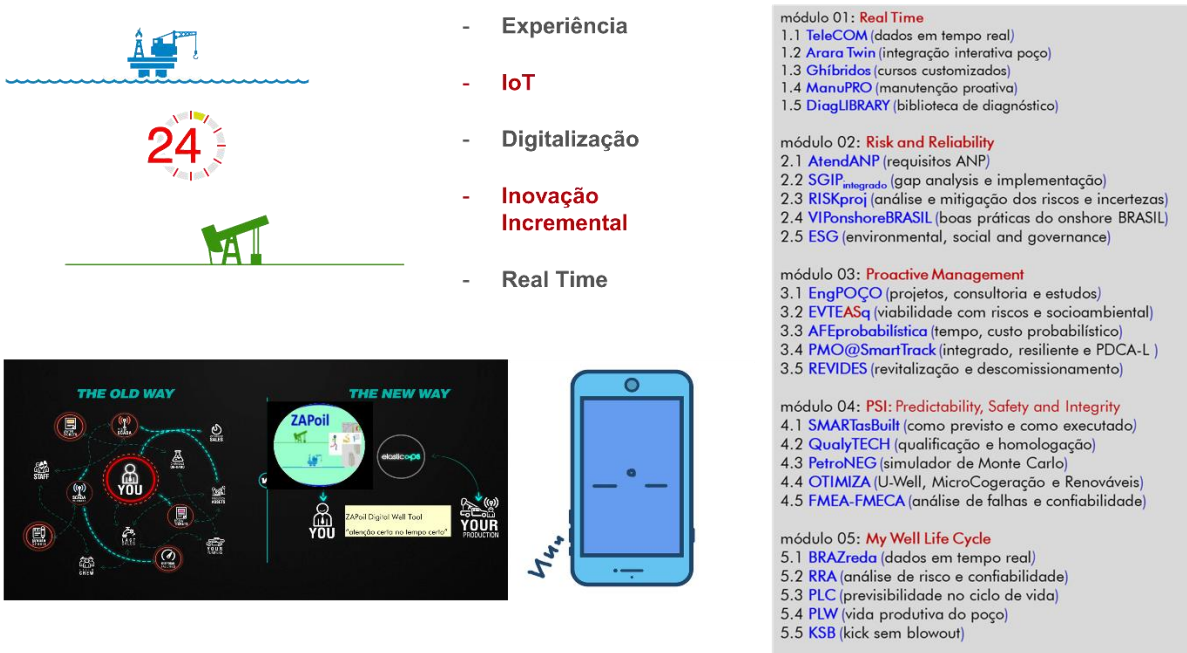 - Experiência
- IoT
- Digitalização
- Inovação
Incremental
- Real Time
24
THE OLD WAY
SCADA
SALES
STAFF
YOU
SCADA
CREW
YOUR
THE NEW WAY
ZAPoil
elasticops
YOU
ZAPoil Digital Well Tool
"atenção certa no tempo certo"
YOUR
PRODUCTION
módulo 01: Real Time
1.1 TeleCOM (dados em tempo real)
1.2 Arara Twin (integração interativa poço)
1.3 Ghíbridos (cursos customizados)
1.4 ManuPRO (manutenção proativa)
1.5 DiagLIBRARY (biblioteca de diagnóstico)
módulo 02: Risk and Reliability
2.1 AtendANP (requisitos ANP)
2.2 SGIPintegrado (gap analysis e implementação)
2.3 RISKproj (análise e mitigação dos riscos e incertezas)
2.4 VIPonshoreBRASIL (boas práticas do onshore BRASIL)
2.5 ESG (environmental, social and governance)
módulo 03: Proactive Management
3.1 EngPOÇO (projetos, consultoria e estudos)
3.2 EVTEASq (viabilidade com riscos e socioambiental)
3.3 AFEprobabilística (tempo, custo probabilístico)
3.4 PMO@SmartTrack (integrado, resiliente e PDCA-L )
3.5 REVIDES (revitalização e descomissionamento)
módulo 04: PSI: Predictability, Safety and Integrity
4.1 SMARTasBuilt (como previsto e como executado)
4.2 QualyTECH (qualificação e homologação)
4.3 PetroNEG (simulador de Monte Carlo)
4.4 OTIMIZA (U-Well, MicroCogeração e Renováveis)
4.5 FMEA-FMECA (análise de falhas e confiabilidade)
módulo 05: My Well Life Cycle
5.1 BRAZreda (dados em tempo real)
5.2 RRA (análise de risco e confiabilidade)
5.3 PLC (previsibilidade no ciclo de vida)
5.4 PLW (vida produtiva do poço)
5.5 KSB (kick sem blowout)